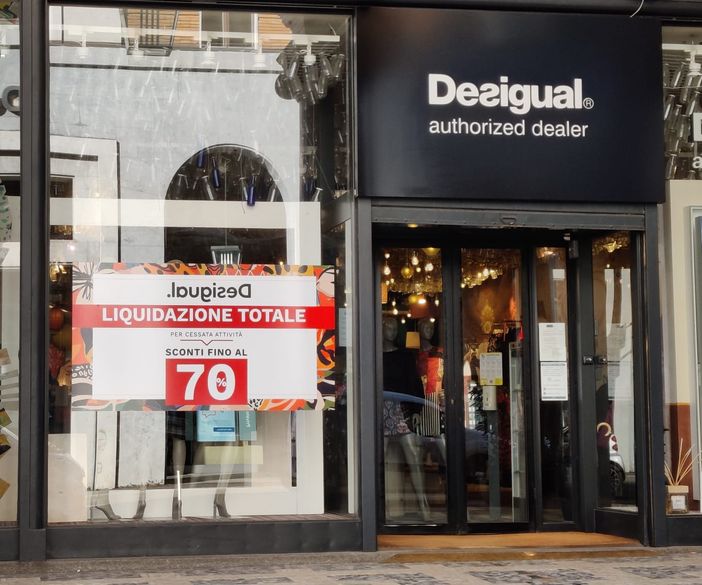 Desigual®
authorized dealer
Desigual.
LIQUIDAZIONE TOTALE
PER CESSATA ATTIVITÀ
SCONTI FINO AL
70%